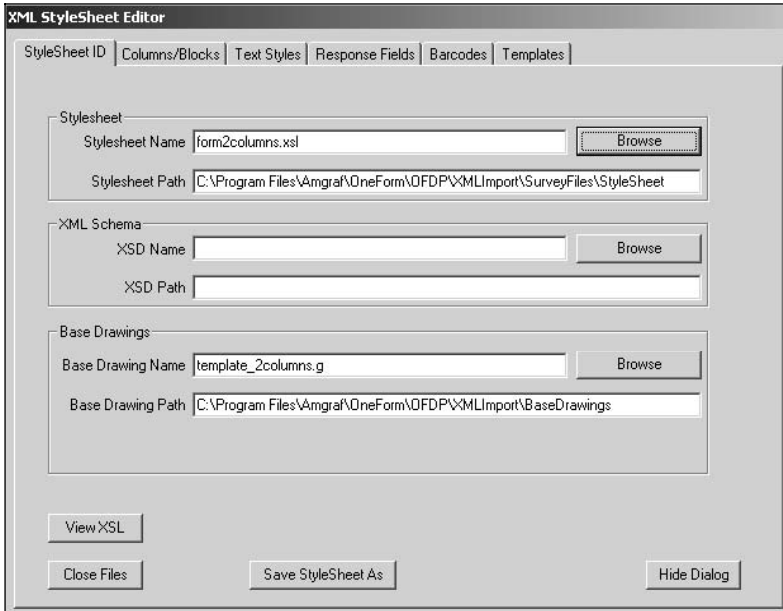 XML StyleSheet Editor
StyleSheet ID Columns/Blocks Text Styles Response Fields Barcodes Templates
Stylesheet
Stylesheet Name form2columns.xsl Browse
Stylesheet Path C:\Program Files\Amgraf\OneForm\OFDP\XMLImport\SurveyFiles\StyleSheet
XML Schema
XSD Name Browse
XSD Path
Base Drawings
Base Drawing Name template_2columns.g Browse
Base Drawing Path C:\Program Files\Amgraf\OneForm\OFDP\XMLImport\BaseDrawings
View XSL
Close Files Save StyleSheet As Hide Dialog